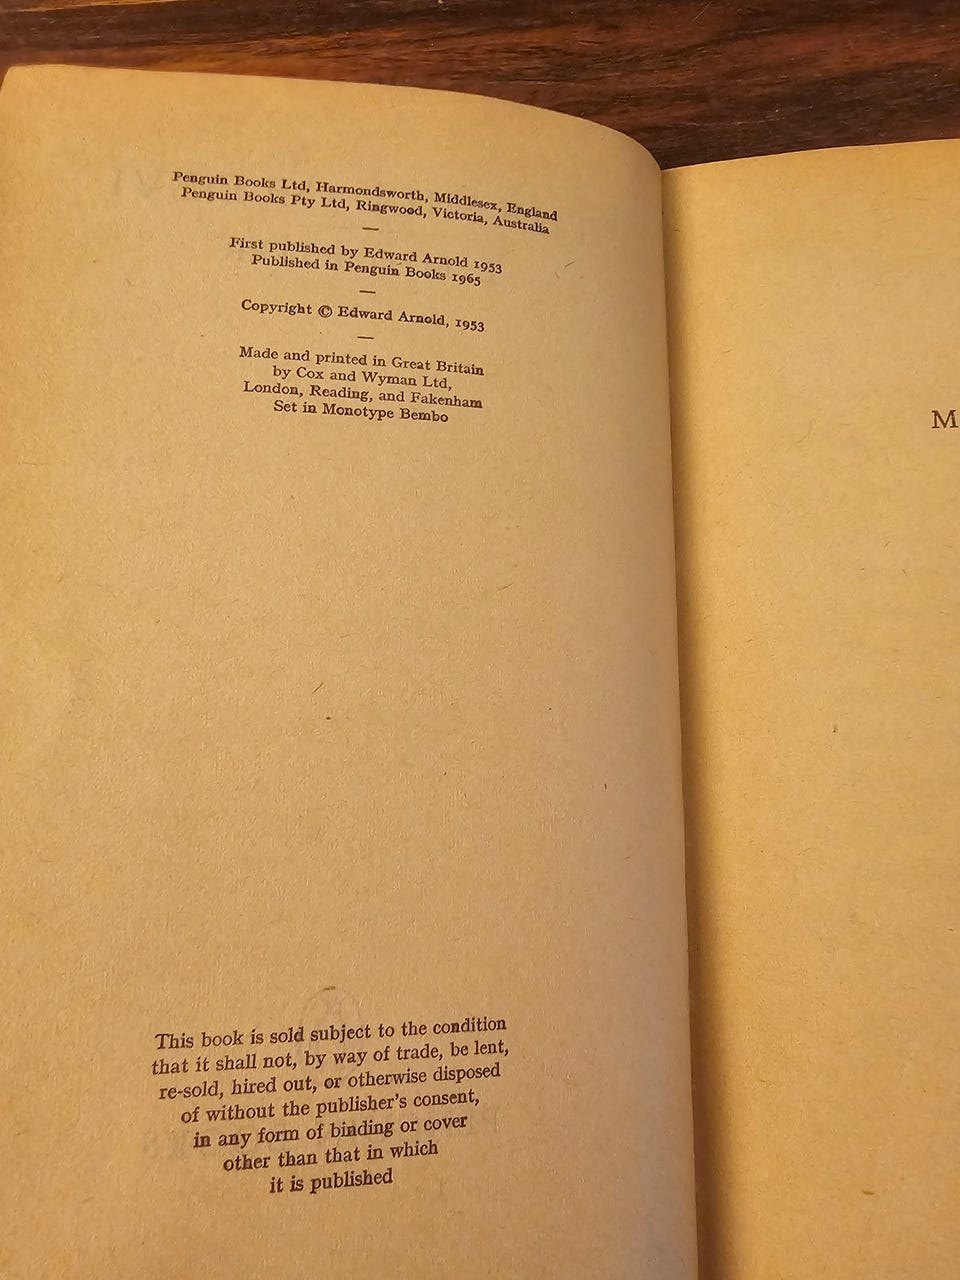 Penguin Books Ltd, Harmondsworth, Middlesex, England
Penguin Books Pty Ltd, Ringwood, Victoria, Australia
—
First published by Edward Arnold 1953
Published in Penguin Books 1965
—
Copyright © Edward Arnold, 1953
—
Made and printed in Great Britain
by Cox and Wyman Ltd,
London, Reading, and Fakenham
Set in Monotype Bembo
M
This book is sold subject to the condition
that it shall not, by way of trade, be lent,
re-sold, hired out, or otherwise disposed
of without the publisher's consent,
in any form of binding or cover
other than that in which
it is published